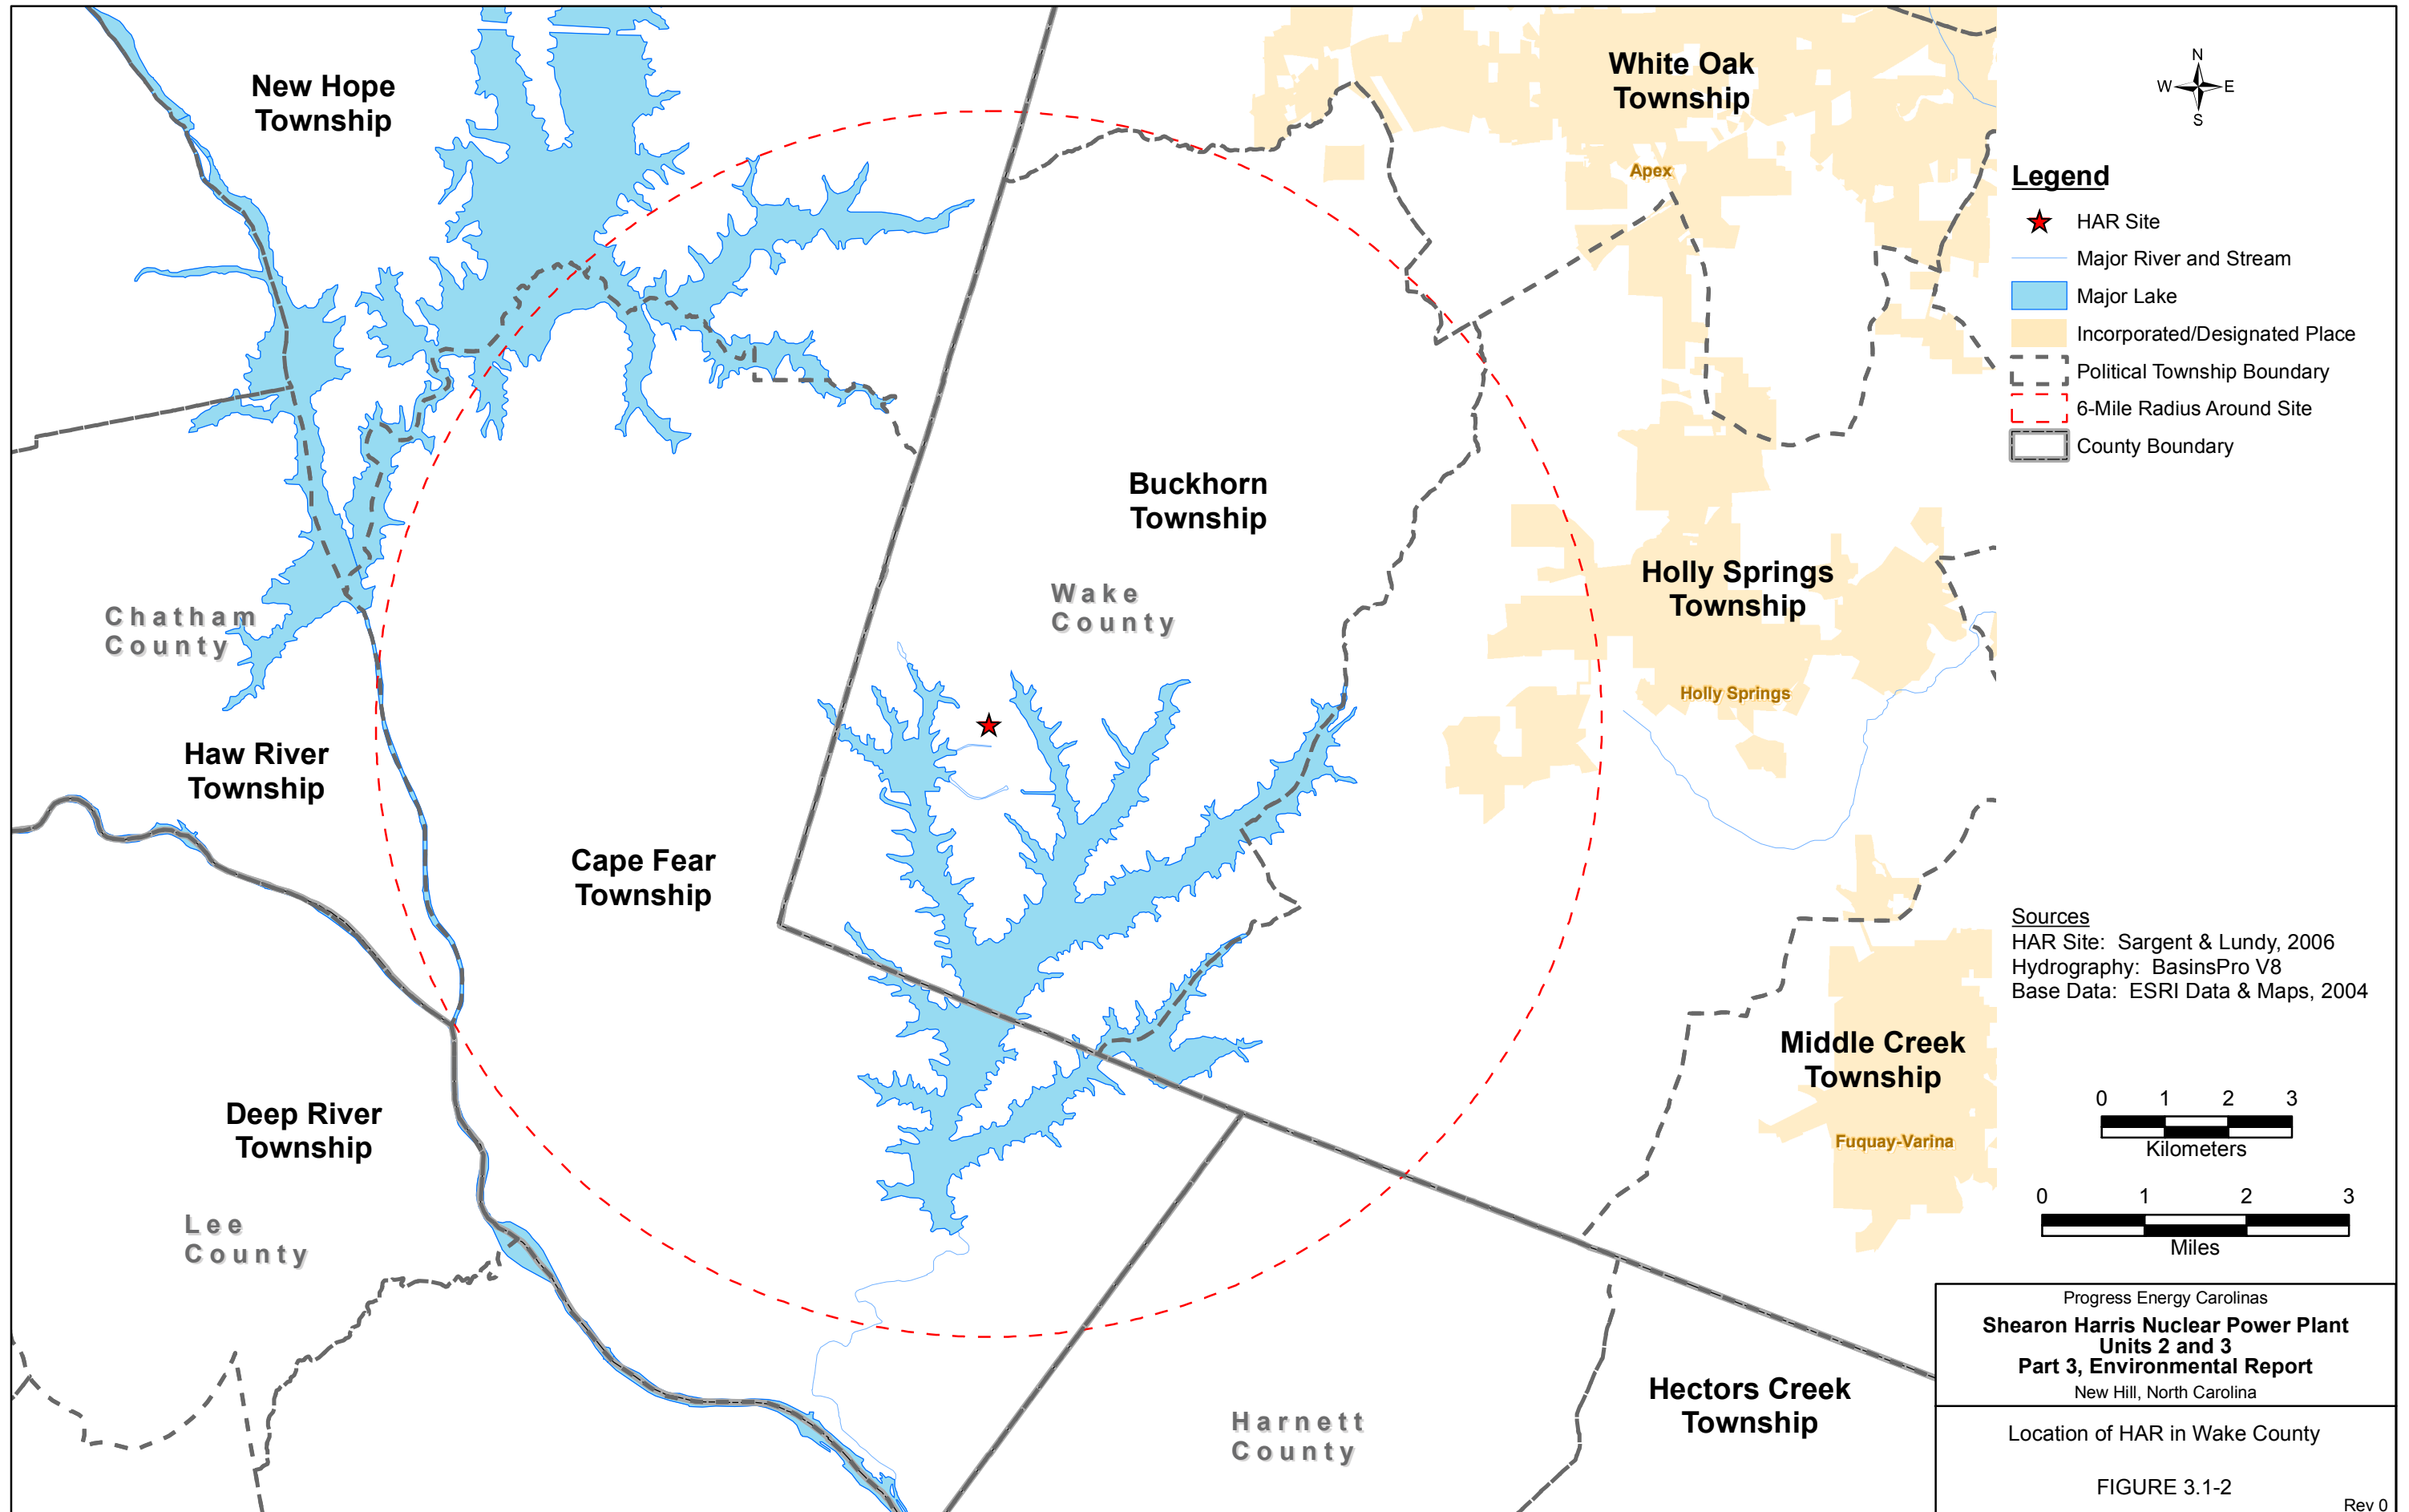 New Hope
Township
White Oak
Township
Apex
Buckhorn
Township
Wake
County
Holly Springs
Township
Holly Springs
Chatham
County
Haw River
Township
Cape Fear
Township
Deep River
Township
Lee
County
Middle Creek
Township
Fuquay-Varina
Hectors Creek
Township
Harnett
County
N
W
E
S
Legend
HAR Site
Major River and Stream
Major Lake
Incorporated/Designated Place
Political Township Boundary
6-Mile Radius Around Site
County Boundary
Sources
HAR Site: Sargent & Lundy, 2006
Hydrography: BasinsPro V8
Base Data: ESRI Data & Maps, 2004
0 1 2 3
Kilometers
0 1 2 3
Miles
Progress Energy Carolinas
Shearon Harris Nuclear Power Plant
Units 2 and 3
Part 3, Environmental Report
New Hill, North Carolina
Location of HAR in Wake County
FIGURE 3.1-2
Rev 0